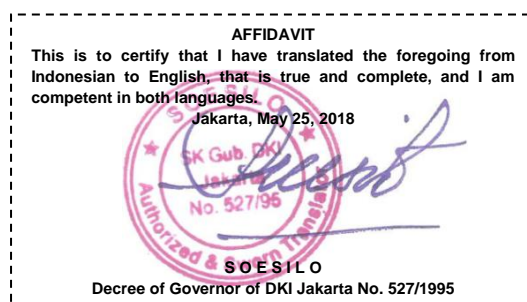 AFFIDAVIT
This is to certify that I have translated the foregoing from
Indonesian to English, that is true and complete, and I am
competent in both languages.
Jakarta, May 25, 2018
SOESILO
SK Gub. DKI
Jakarta
No. 527/95
Authorized & Sworn Translator
S O E S I L O
Decree of Governor of DKI Jakarta No. 527/1995